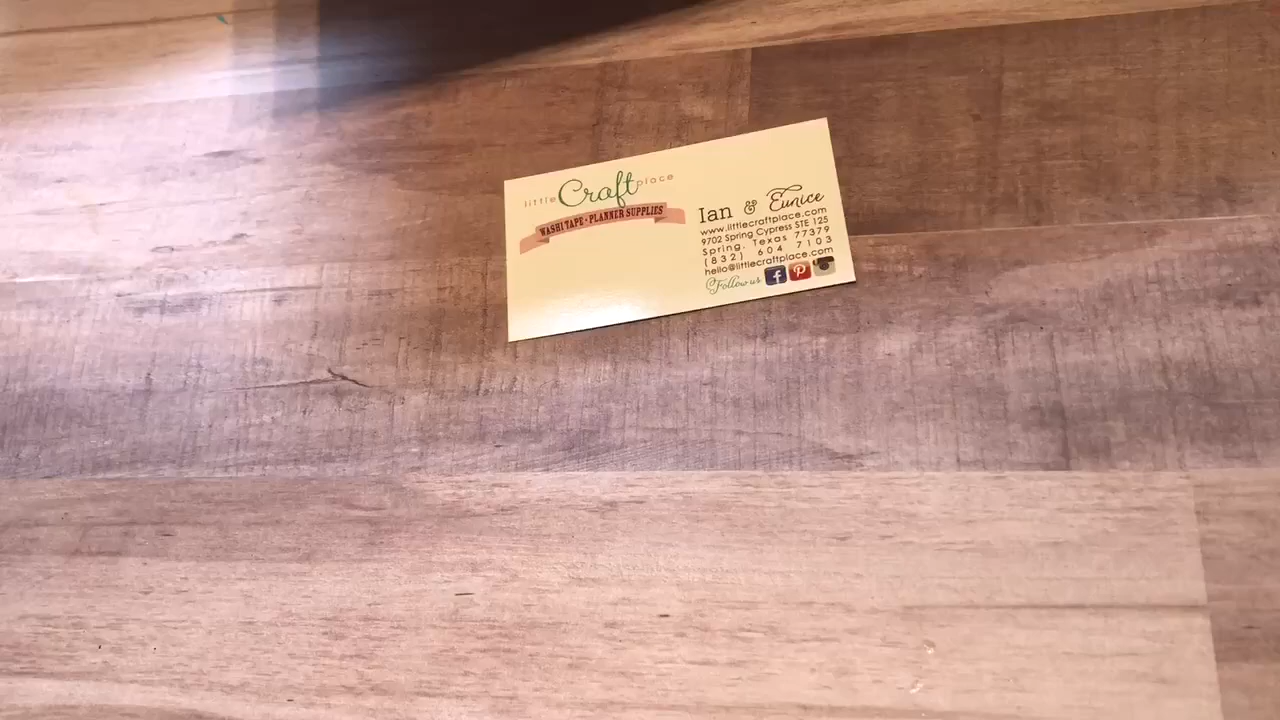 little Craft place
WASHI TAPE • PLANNER SUPPLIES
Ian & Eunice
www.littlecraftplace.com
9702 Spring Cypress STE 125
Spring, Texas 77379
(832) 604 7103
hello@littlecraftplace.com
Follow us f P